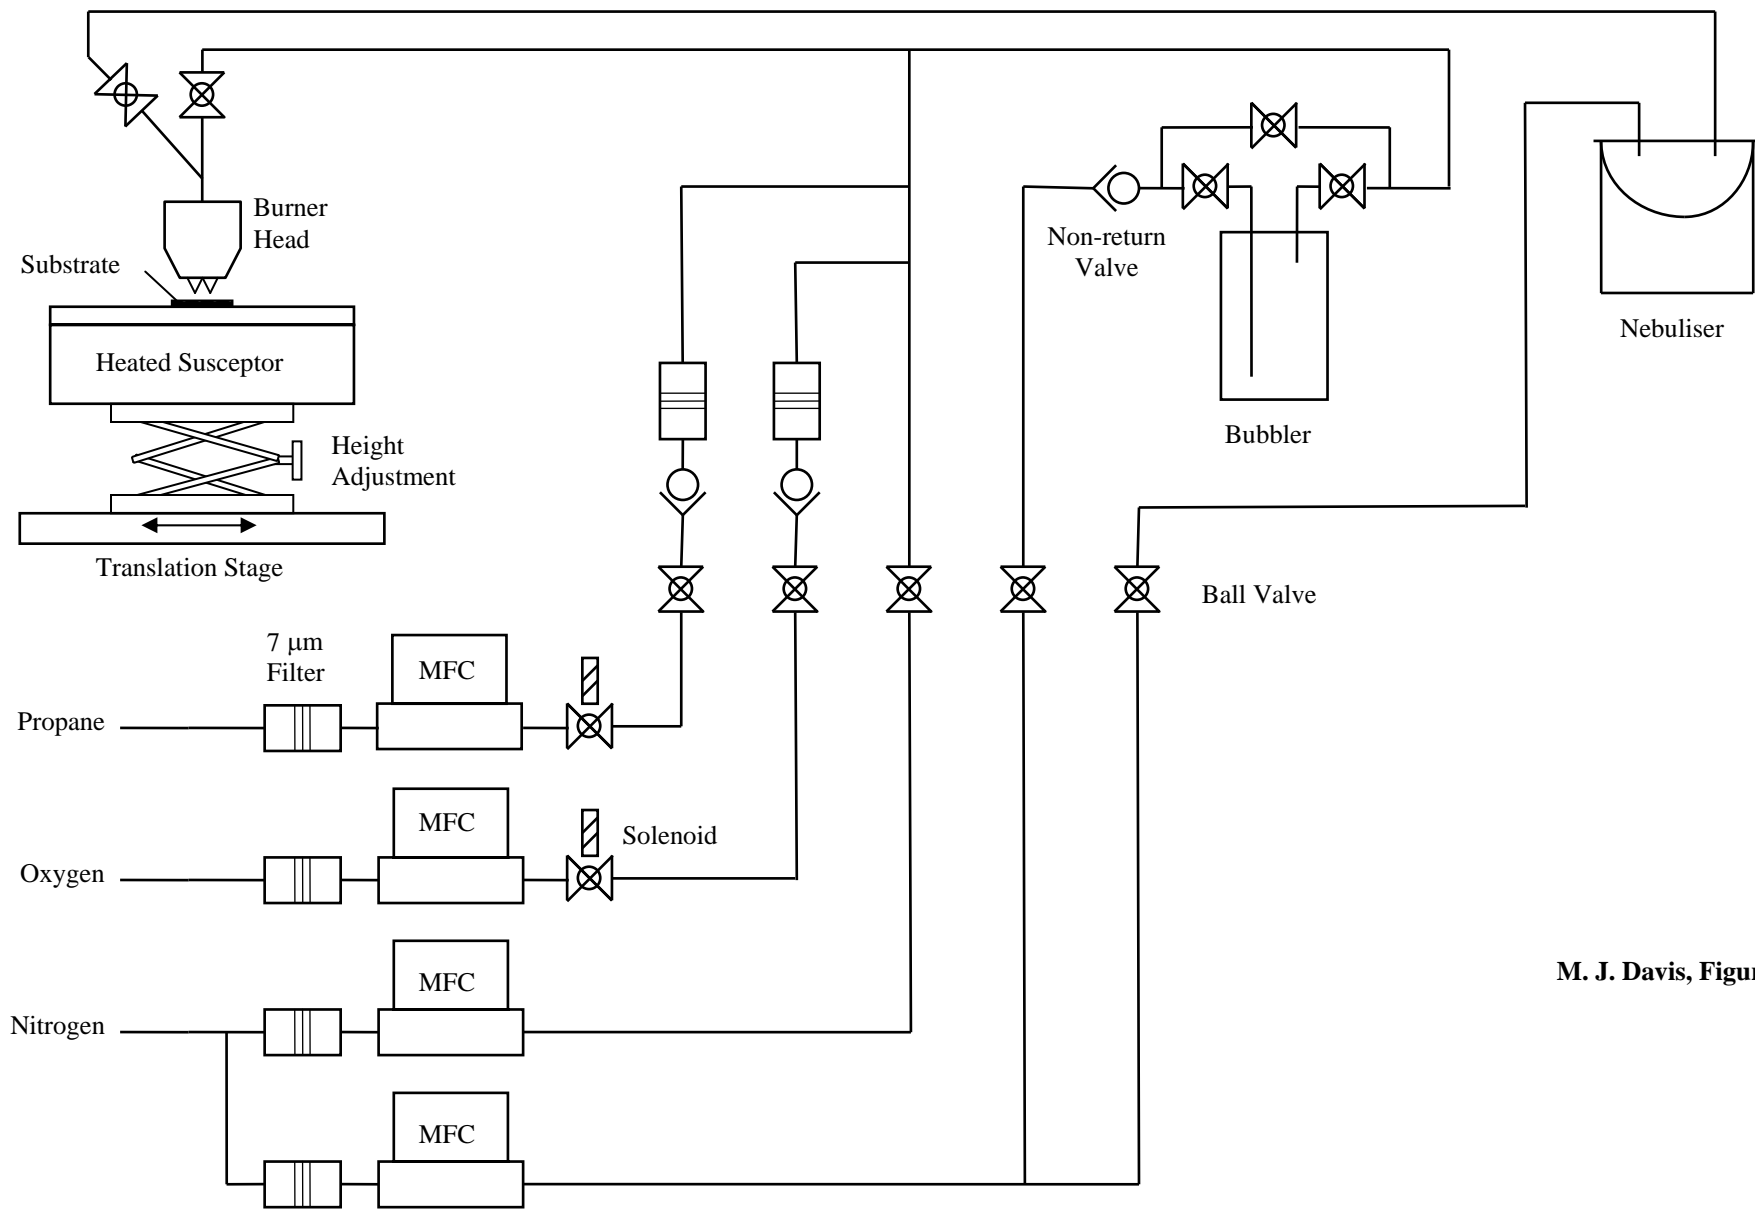 Burner
Head
Substrate
Heated Susceptor
Height
Adjustment
Translation Stage
Non-return
Valve
Bubbler
Nebuliser
Ball Valve
7 μm
Filter
MFC
Propane
MFC
Solenoid
Oxygen
MFC
Nitrogen
MFC
M. J. Davis,